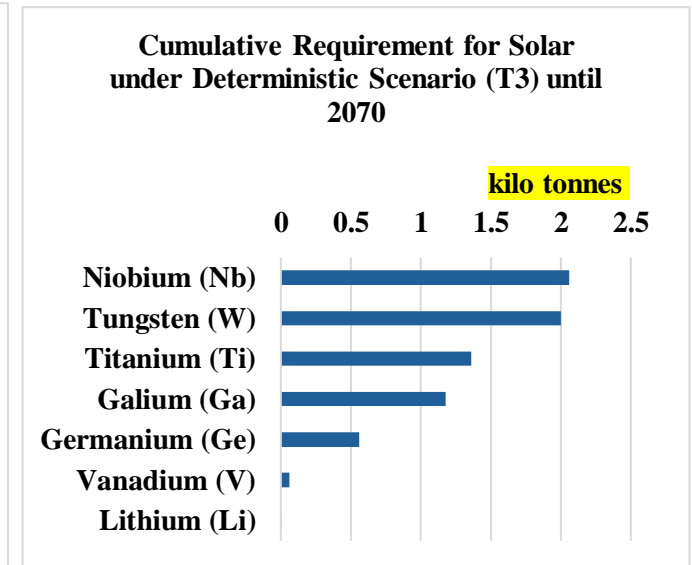 Cumulative Requirement for Solar
under Deterministic Scenario (T3) until
2070
kilo tonnes
0 0.5 1 1.5 2 2.5
Niobium (Nb)
Tungsten (W)
Titanium (Ti)
Galium (Ga)
Germanium (Ge)
Vanadium (V)
Lithium (Li)